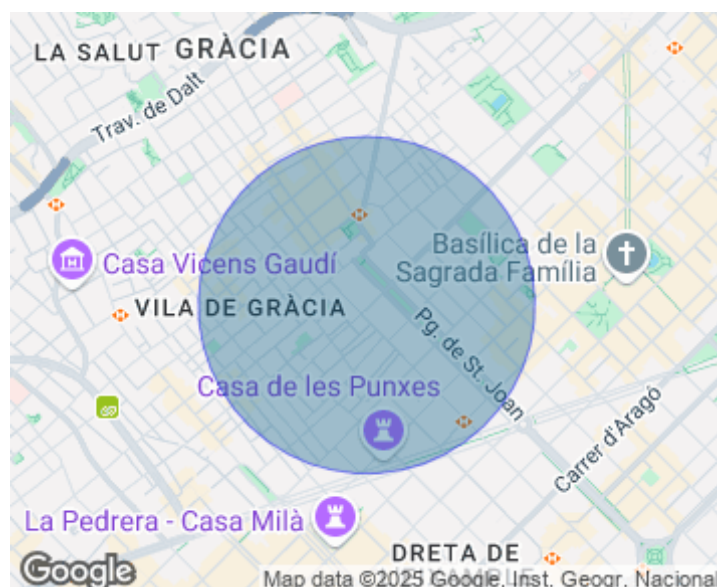 LA SALUT
GRÀCIA
Trav. de Dalt
Casa Vicens Gaudí
Basílica de la
Sagrada Família
VILA DE GRÀCIA
Pg. de St. Joan
Casa de les Punxes
Carrer d'Aragó
La Pedrera - Casa Milà
DRETA DE
Google
Map data ©2025 Google, Inst. Geogr. Nacional